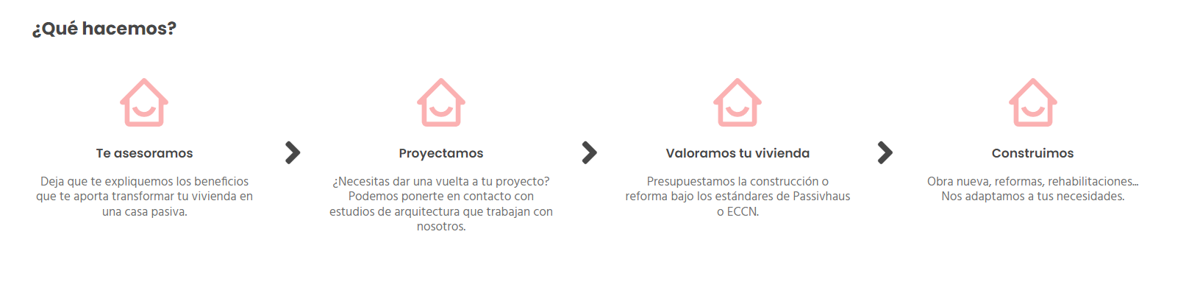 ¿Qué hacemos?
Te asesoramos
Deja que te expliquemos los beneficios
que te aporta transformar tu vivienda en
una casa pasiva.
Proyectamos
¿Necesitas dar una vuelta a tu proyecto?
Podemos ponerte en contacto con
estudios de arquitectura que trabajan con
nosotros.
Valoramos tu vivienda
Presupuestamos la construcción o
reforma bajo los estándares de Passivhaus
o ECCN.
Construimos
Obra nueva, reformas, rehabilitaciones...
Nos adaptamos a tus necesidades.